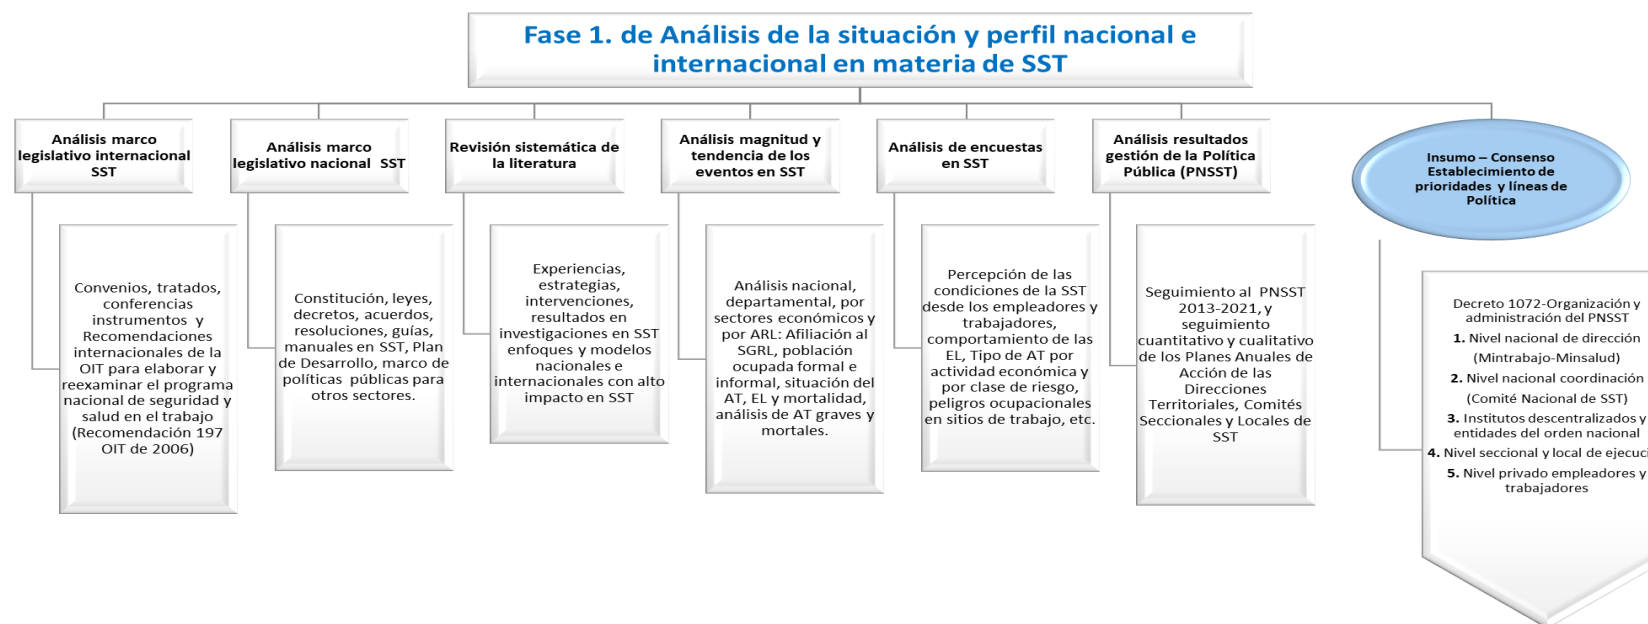 Fase 1. de Análisis de la situación y perfil nacional e
internacional en materia de SST
Análisis marco
legislativo internacional
SST
Convenios, tratados,
conferencias
instrumentos y
Recomendaciones
internacionales de la
OIT para elaborar y
reexaminar el programa
nacional de seguridad y
salud en el trabajo
(Recomendación 197
OIT de 2006)
Análisis marco
legislativo nacional SST
Constitución, leyes,
decretos, acuerdos,
resoluciones, guías,
manuales en SST, Plan
de Desarrollo, marco de
políticas públicas para
otros sectores.
Revisión sistemática de
la literatura
Experiencias,
estrategias,
intervenciones,
resultados en
investigaciones en SST
enfoques y modelos
nacionales e
internacionales con alto
impacto en SST
Análisis magnitud y
tendencia de los
eventos en SST
Análisis nacional,
departamental, por
sectores económicos y
por ARL: Afiliación al
SGRL, población
ocupada formal e
informal, situación del
AT, EL y mortalidad,
análisis de AT graves y
mortales.
Análisis de encuestas
en SST
Percepción de las
condiciones de la SST
desde los empleadores y
trabajadores,
comportamiento de las
EL, Tipo de AT por
actividad económica y
por clase de riesgo,
peligros ocupacionales
en sitios de trabajo, etc.
Análisis resultados
gestión de la Política
Pública (PNSST)
Seguimiento al PNSST
2013-2021, y
seguimiento
cuantitativo y cualitativo
de los Planes Anuales de
Acción de las
Direcciones
Territoriales, Comités
Seccionales y Locales de
SST
Insumo – Consenso
Establecimiento de
prioridades y líneas de
Política
Decreto 1072-Organización y
administración del PNSST
1. Nivel nacional de dirección
(Mintrabajo-Minsalud)
2. Nivel nacional coordinación
(Comité Nacional de SST)
3. Institutos descentralizados y
entidades del orden nacional
4. Nivel seccional y local de ejecuci
5. Nivel privado empleadores y
trabajadores